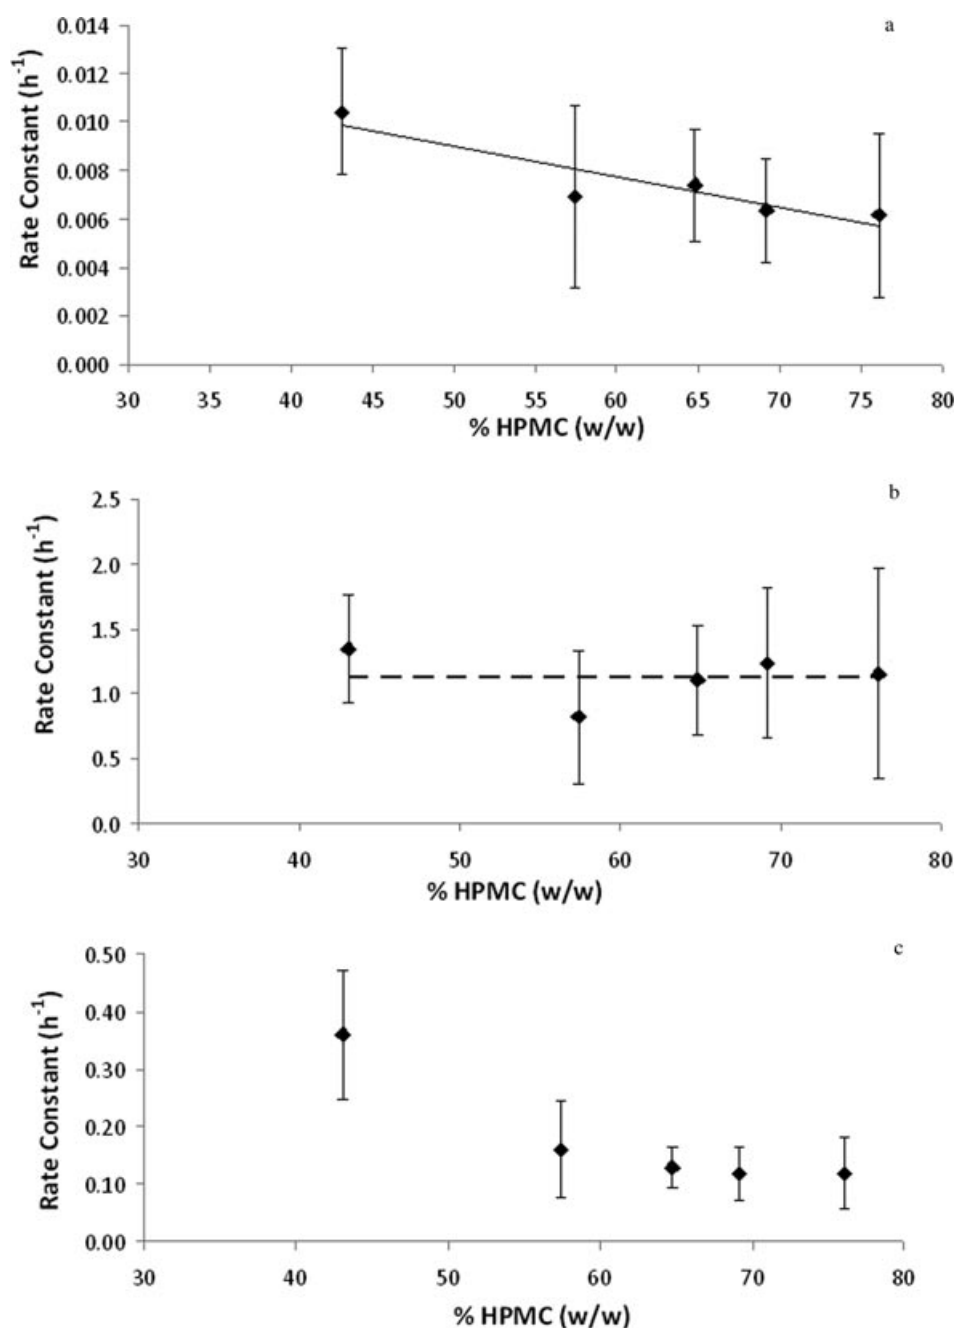 a
0.014
0.012
0.010
0.008
0.006
0.004
0.002
0.000
Rate Constant (h⁻¹)
30 35 40 45 50 55 60 65 70 75 80
% HPMC (w/w)
b
2.5
2.0
1.5
1.0
0.5
0.0
Rate Constant (h⁻¹)
30 40 50 60 70 80
% HPMC (w/w)
c
0.50
0.40
0.30
0.20
0.10
0.00
Rate Constant (h⁻¹)
30 40 50 60 70 80
% HPMC (w/w)